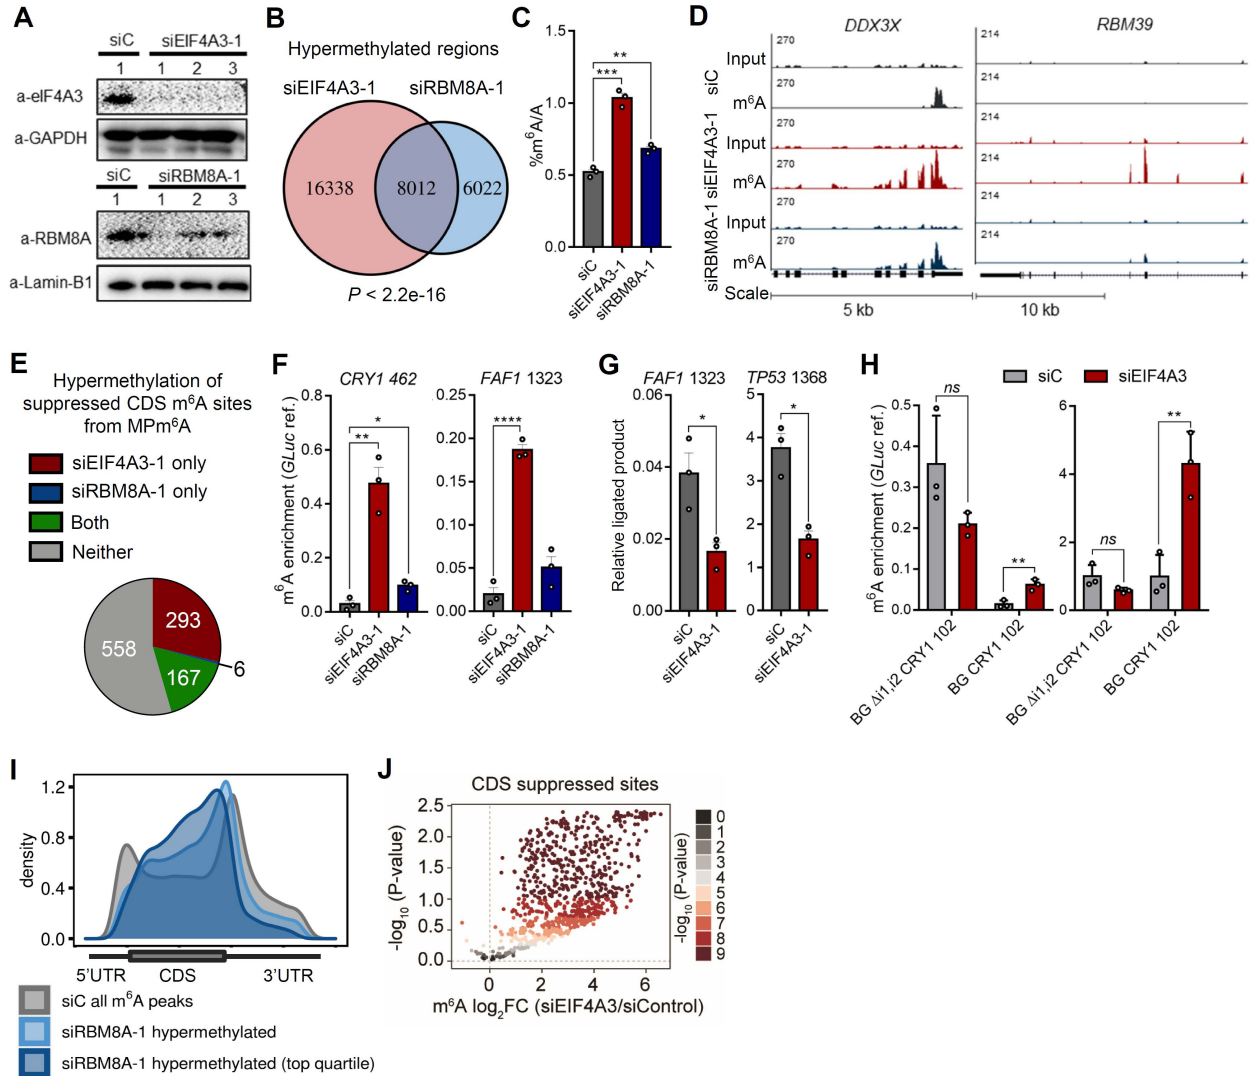 A
siC siEIF4A3-1
1 1 2 3
a-eIF4A3
a-GAPDH
siC siRBM8A-1
1 1 2 3
a-RBM8A
a-Lamin-B1
B
Hypermethylated regions
siEIF4A3-1 siRBM8A-1
16338 8012 6022
P < 2.2e-16
C
%m⁶A/A
1.5
1.0
0.5
0.0
**
***
siC
siEIF4A3-1
siRBM8A-1
D
DDX3X RBM39
siC
siEIF4A3-1
siRBM8A-1
Input 270 214
m⁶A 270 214
Input 270 214
m⁶A 270 214
Input 270 214
m⁶A 270 214
Scale
5 kb 10 kb
E
Hypermethylation of
suppressed CDS m⁶A sites
from MPm⁶A
siEIF4A3-1 only
siRBM8A-1 only
Both
Neither
293
558
167
6
F
m⁶A enrichment (GLuc ref.)
CRY1 462
0.8
0.6
0.4
0.2
0.0
*
**
siC
siEIF4A3-1
siRBM8A-1
FAF1 1323
0.25
0.20
0.15
0.10
0.05
0.00
****
siC
siEIF4A3-1
siRBM8A-1
G
Relative ligated product
FAF1 1323
0.06
0.04
0.02
0.00
*
siC
siEIF4A3-1
TP53 1368
5
4
3
2
1
0
*
siC
siEIF4A3-1
H
siC siEIF4A3
m⁶A enrichment (GLuc ref.)
0.5
0.4
0.3
0.2
0.1
0.0
ns
**
BG Δi1,i2 CRY1 102
BG CRY1 102
6
4
2
0
ns
**
BG Δi1,i2 CRY1 102
BG CRY1 102
I
density
1.2
0.8
0.4
0.0
5'UTR CDS 3'UTR
siC all m⁶A peaks
siRBM8A-1 hypermethylated
siRBM8A-1 hypermethylated (top quartile)
J
CDS suppressed sites
-log₁₀ (P-value)
2.5
2.0
1.5
1.0
0.5
0.0
0 2 4 6
m⁶A log₂FC (siEIF4A3/siControl)
-log₁₀ (P-value)
0
1
2
3
4
5
6
7
8
9